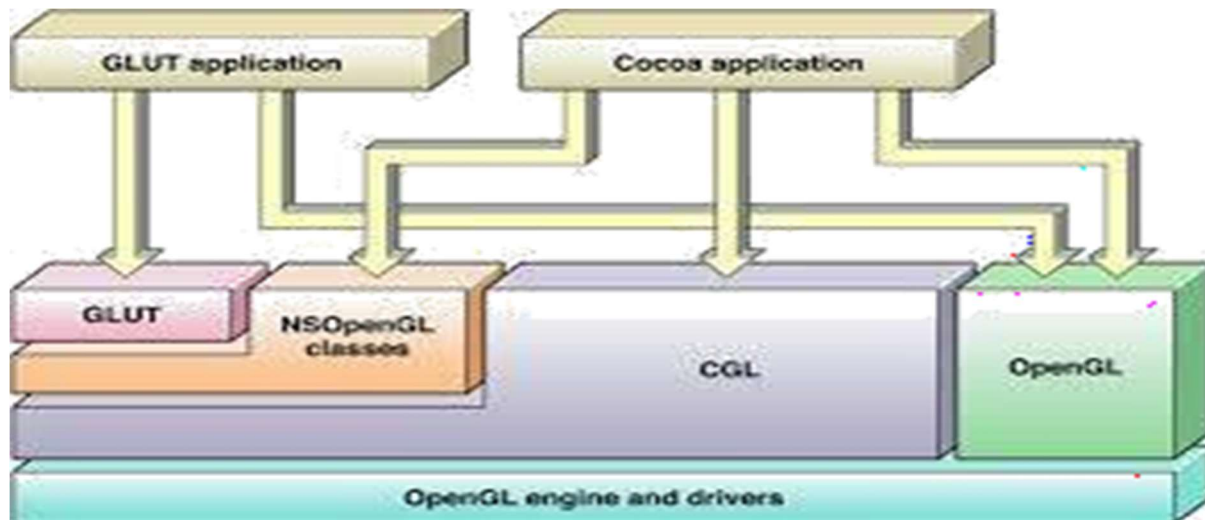 GLUT application
Cocoa application
GLUT
NSOpenGL
classes
CGL
OpenGL
OpenGL engine and drivers